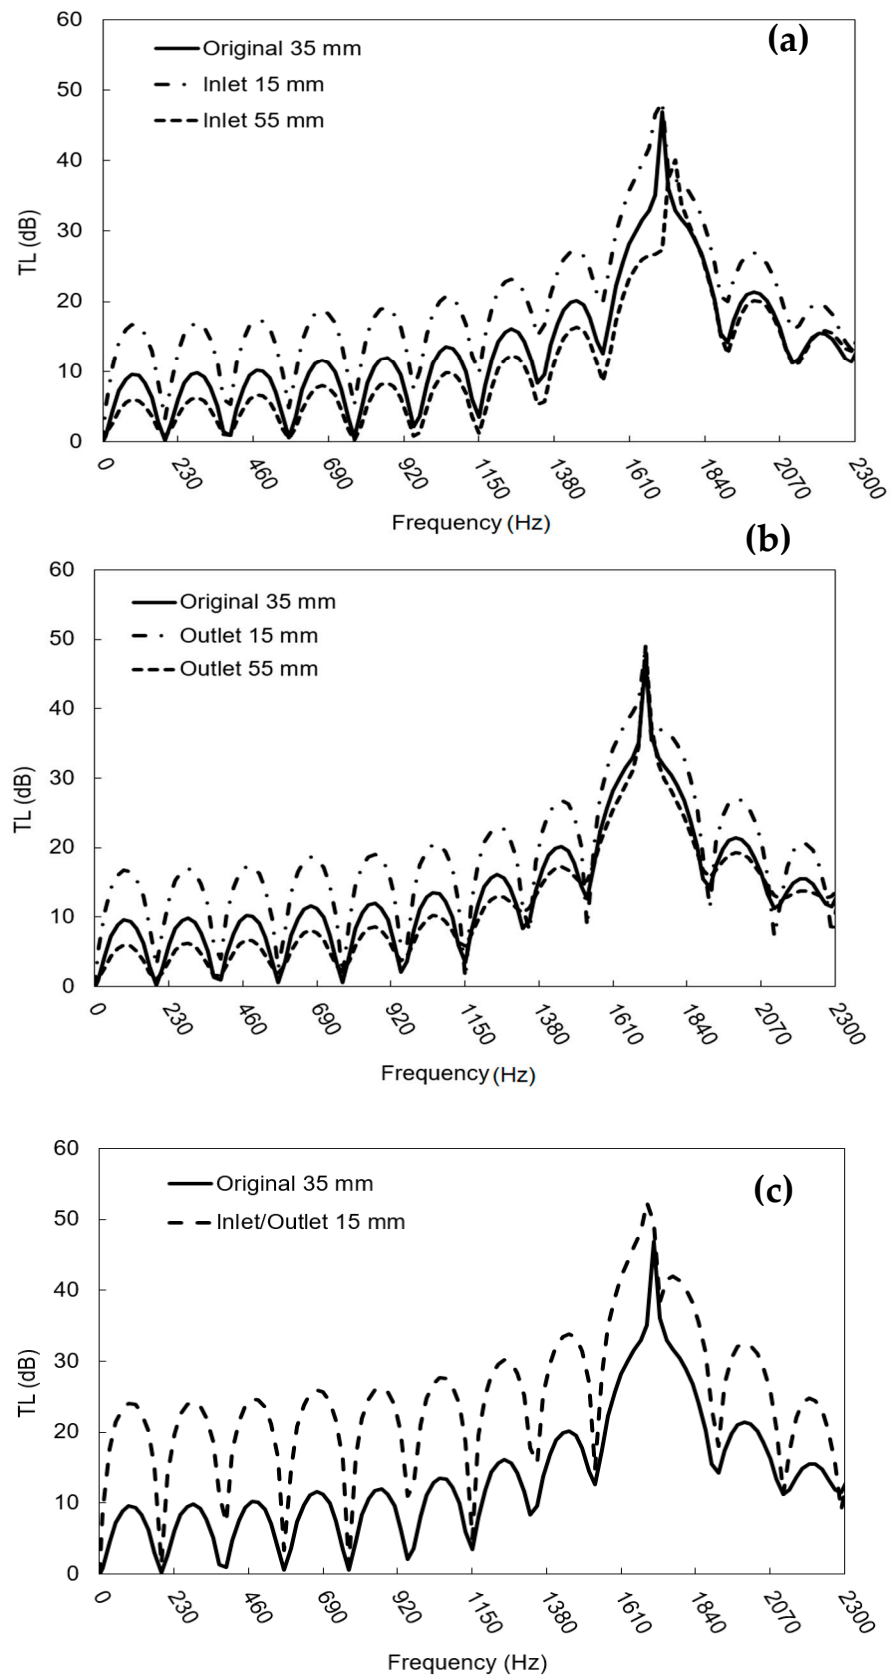 60
(a)
Original 35 mm
Inlet 15 mm
Inlet 55 mm
50
40
30
20
10
0
TL (dB)
0 230 460 690 920 1150 1380 1610 1840 2070 2300
Frequency (Hz)
(b)
60
Original 35 mm
Outlet 15 mm
Outlet 55 mm
50
40
30
20
10
0
TL (dB)
0 230 460 690 920 1150 1380 1610 1840 2070 2300
Frequency (Hz)
60
(c)
Original 35 mm
Inlet/Outlet 15 mm
50
40
30
20
10
0
TL (dB)
0 230 460 690 920 1150 1380 1610 1840 2070 2300
Frequency (Hz)